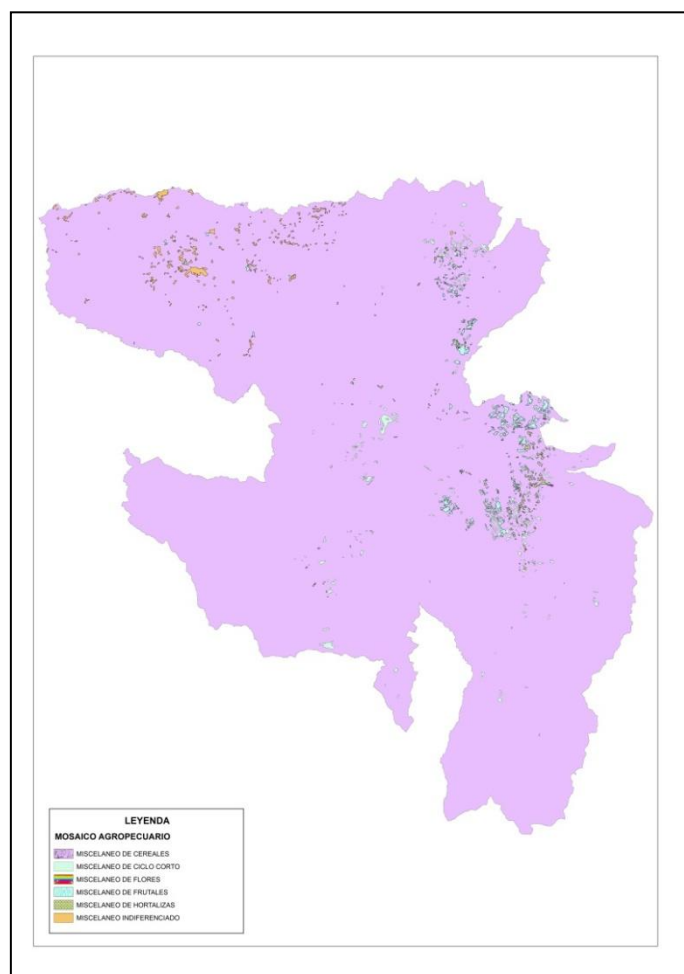 LEYENDA
MOSAICO AGROPECUARIO
MISCELANEO DE CEREALES
MISCELANEO DE CICLO CORTO
MISCELANEO DE FLORES
MISCELANEO DE FRUTALES
MISCELANEO DE HORTALIZAS
MISCELANEO INDIFERENCIADO